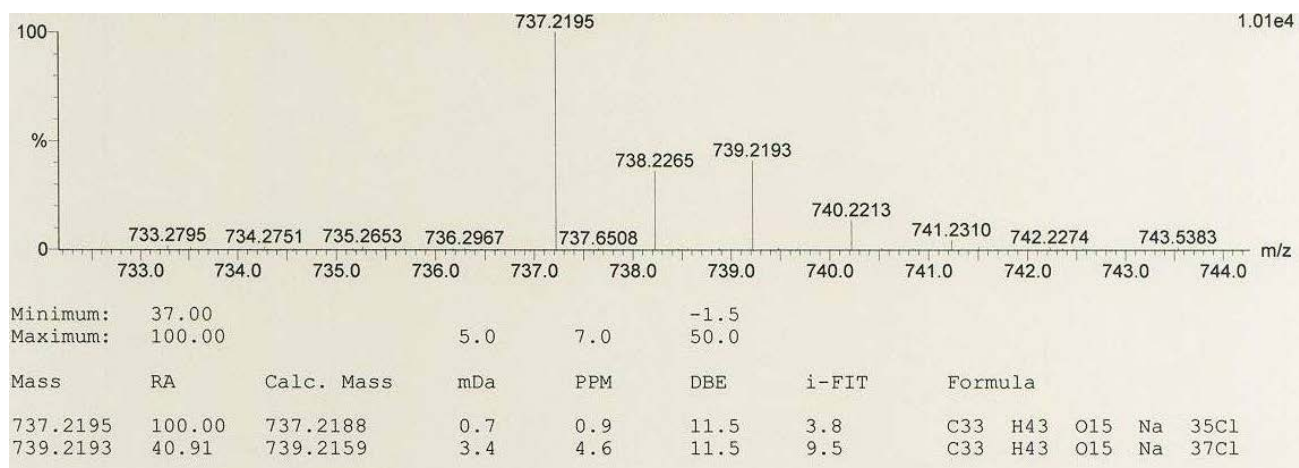 737.2195
1.01e4
100
%
738.2265
739.2193
740.2213
733.2795 734.2751 735.2653 736.2967 737.6508 741.2310 742.2274 743.5383
0
m/z
733.0 734.0 735.0 736.0 737.0 738.0 739.0 740.0 741.0 742.0 743.0 744.0
Minimum: 37.00 -1.5
Maximum: 100.00 5.0 7.0 50.0
Mass RA Calc. Mass mDa PPM DBE i-FIT Formula
737.2195 100.00 737.2188 0.7 0.9 11.5 3.8 C33 H43 O15 Na 35Cl
739.2193 40.91 739.2159 3.4 4.6 11.5 9.5 C33 H43 O15 Na 37Cl